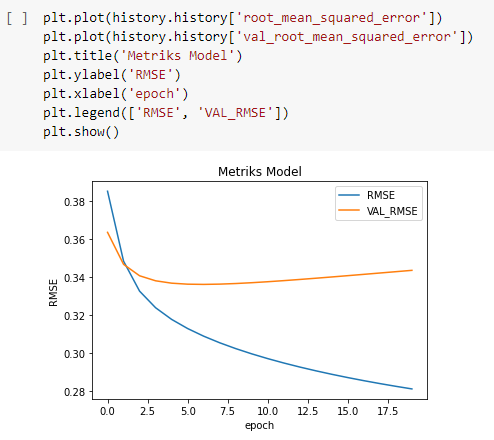 [ ] plt.plot(history.history['root_mean_squared_error'])
plt.plot(history.history['val_root_mean_squared_error'])
plt.title('Metriks Model')
plt.ylabel('RMSE')
plt.xlabel('epoch')
plt.legend(['RMSE', 'VAL_RMSE'])
plt.show()
Metriks Model
RMSE
VAL_RMSE
0.38
0.36
0.34
0.32
0.30
0.28
RMSE
0.0 2.5 5.0 7.5 10.0 12.5 15.0 17.5
epoch